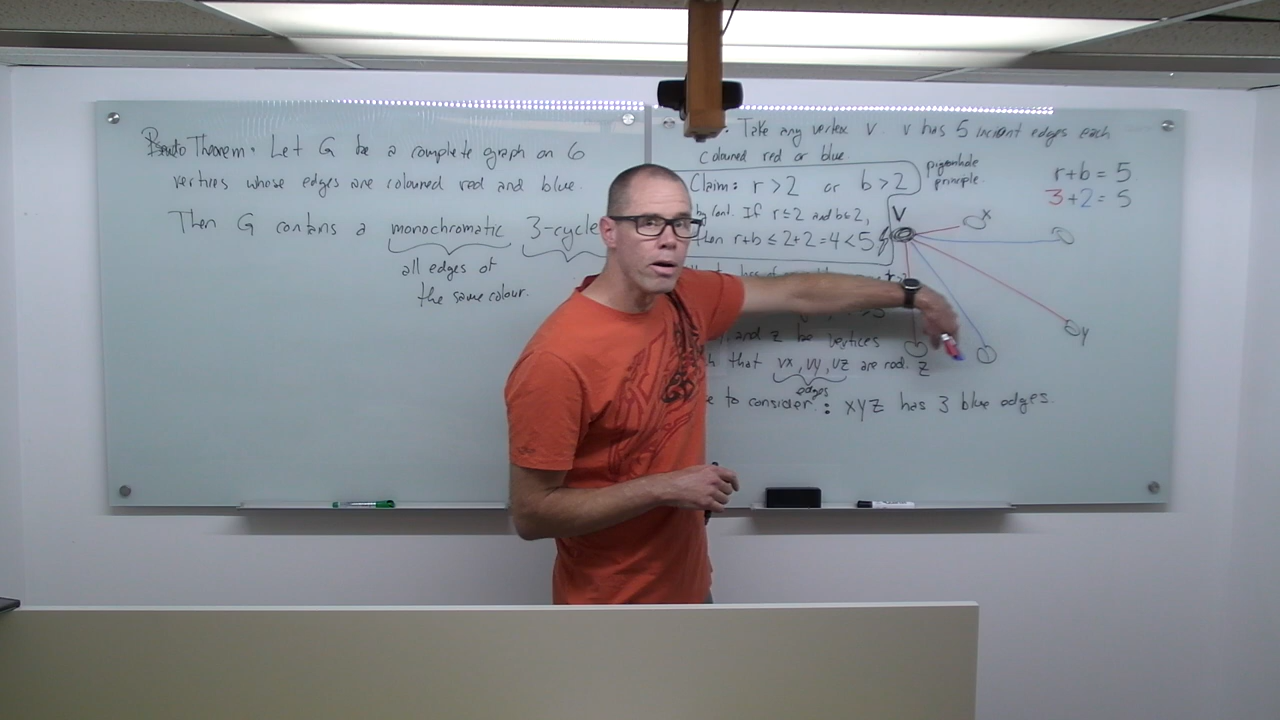 Theorem. Let G be a complete graph on 6
vertices whose edges are coloured red and blue.
Then G contains a monochromatic 3-cycle
all edges of
the same colour.
Take any vertex v. v has 5 incident edges each
coloured red or blue.
Claim: r > 2 or b > 2
pigeonhole
principle.
If r ≤ 2 and b ≤ 2,
then r+b ≤ 2+2 = 4 < 5
and z be vertices
that vx, vy, vz are red.
edges
to consider: xyz has 3 blue edges.
r+b = 5
3+2 = 5
V
x
y
z